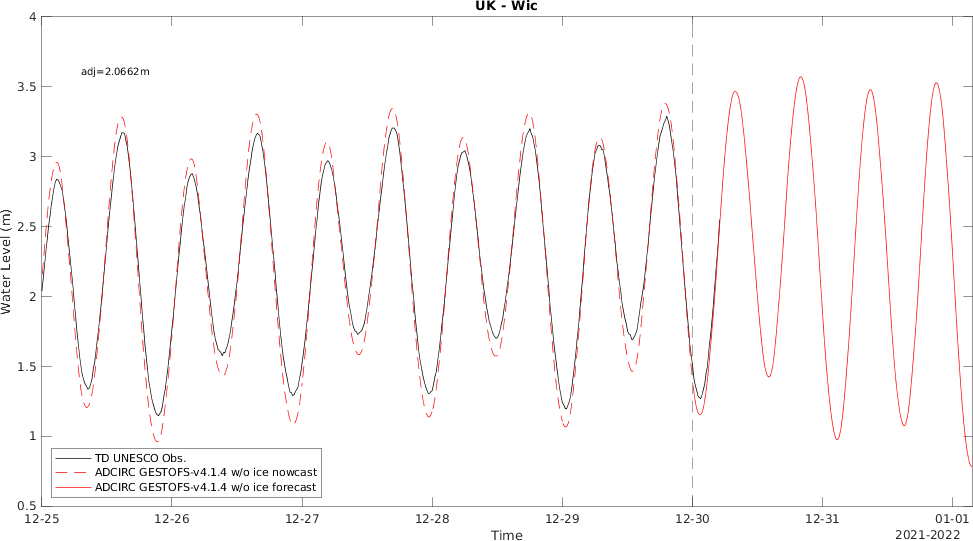 UK - Wic
4
3.5
3
2.5
2
1.5
1
0.5
Water Level (m)
adj=2.0662m
TD UNESCO Obs.
ADCIRC GESTOFS-v4.1.4 w/o ice nowcast
ADCIRC GESTOFS-v4.1.4 w/o ice forecast
12-25 12-26 12-27 12-28 12-29 12-30 12-31 01-01
Time
2021-2022